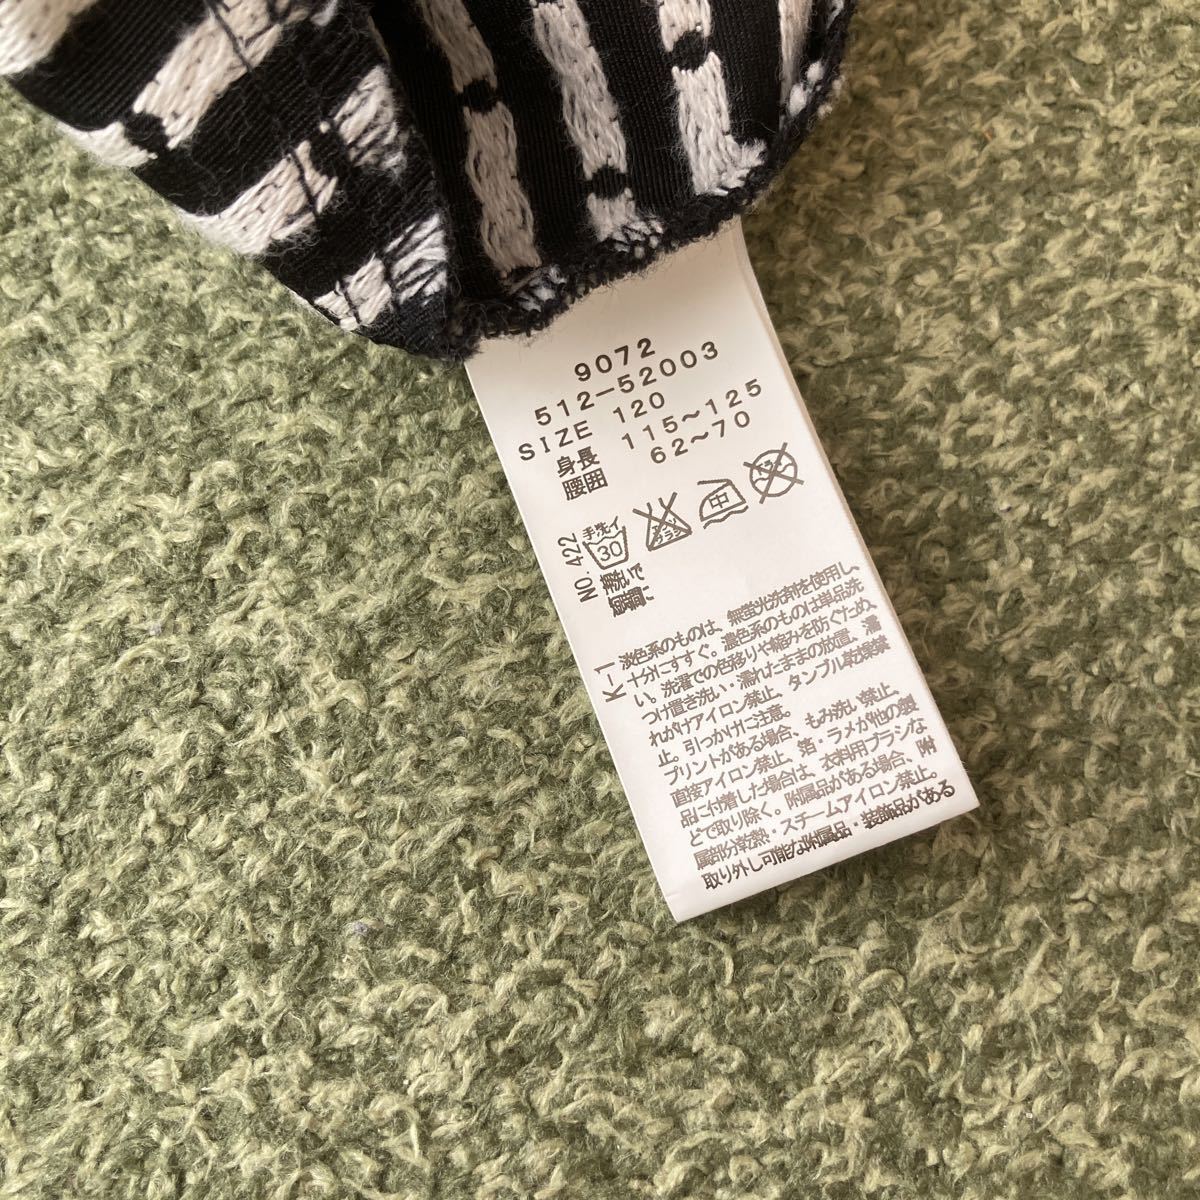 9072
512-52003
SIZE 120
身長 115～125
腰囲 62～70
NO. 422
手洗イ
30
エンソ
サラシ
中
ドライ
K-1
淡色系のものは、無蛍光洗剤を使用し、
十分にすすぐ。濃色系のものは単品洗
い。洗濯での色移りや縮みを防ぐため、
つけ置き洗い・濡れたままの放置、濡
れがけアイロン禁止、タンブル乾燥禁
止。引っかけに注意。
プリントがある場合、もみ洗い禁止。
直接アイロン禁止、箔・ラメが他の製
品に付着した場合は、衣料用ブラシな
どで取り除く。附属品がある場合、附
属部分乾熱・スチームアイロン禁止。
取り外し可能な附属品・装飾品がある